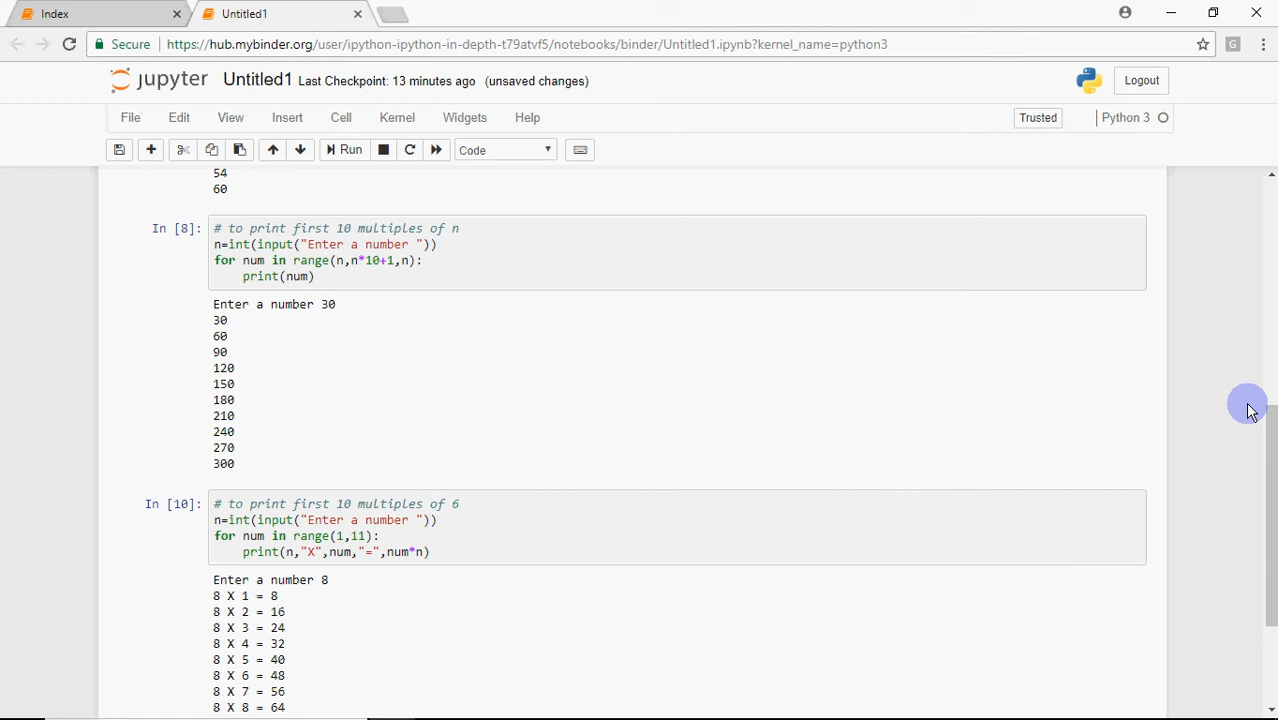 Index
Untitled1
Secure
https://hub.mybinder.org/user/ipython-ipython-in-depth-t79atvf5/notebooks/binder/Untitled1.ipynb?kernel_name=python3
G
jupyter Untitled1 Last Checkpoint: 13 minutes ago (unsaved changes)
Logout
File Edit View Insert Cell Kernel Widgets Help
Trusted
Python 3
Run
Code
54
60
In [8]: # to print first 10 multiples of n
n=int(input("Enter a number "))
for num in range(n,n*10+1,n):
    print(num)
Enter a number 30
30
60
90
120
150
180
210
240
270
300
In [10]: # to print first 10 multiples of 6
n=int(input("Enter a number "))
for num in range(1,11):
    print(n,"X",num,"=",num*n)
Enter a number 8
8 X 1 = 8
8 X 2 = 16
8 X 3 = 24
8 X 4 = 32
8 X 5 = 40
8 X 6 = 48
8 X 7 = 56
8 X 8 = 64